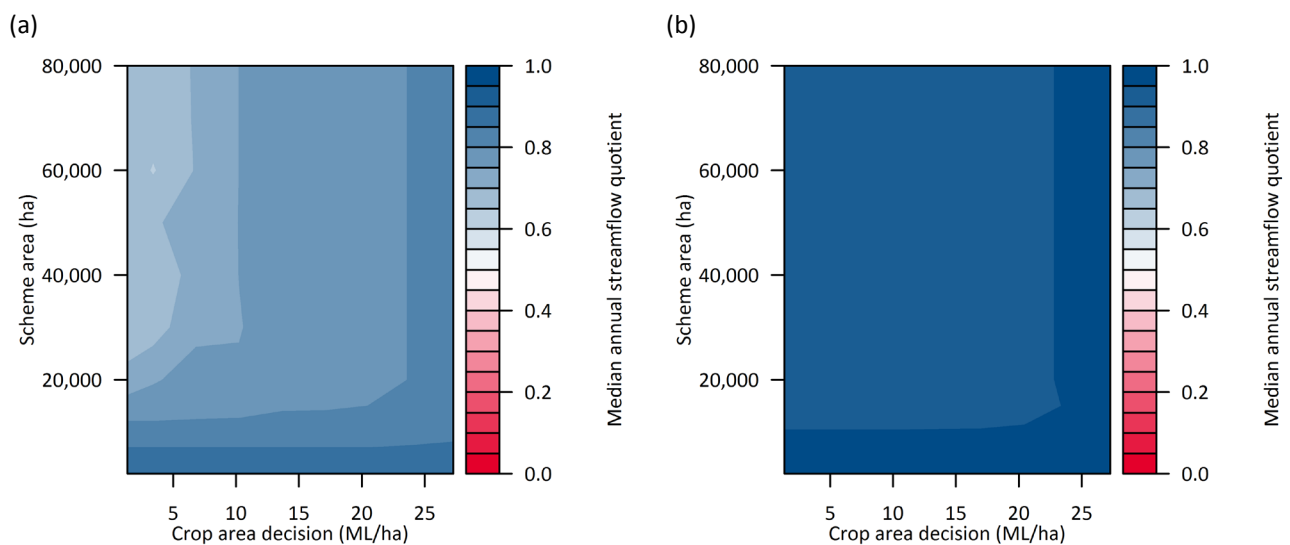 (a)
80,000
60,000
40,000
20,000
Scheme area (ha)
5 10 15 20 25
Crop area decision (ML/ha)
1.0
0.8
0.6
0.4
0.2
0.0
Median annual streamflow quotient
(b)
80,000
60,000
40,000
20,000
Scheme area (ha)
5 10 15 20 25
Crop area decision (ML/ha)
1.0
0.8
0.6
0.4
0.2
0.0
Median annual streamflow quotient